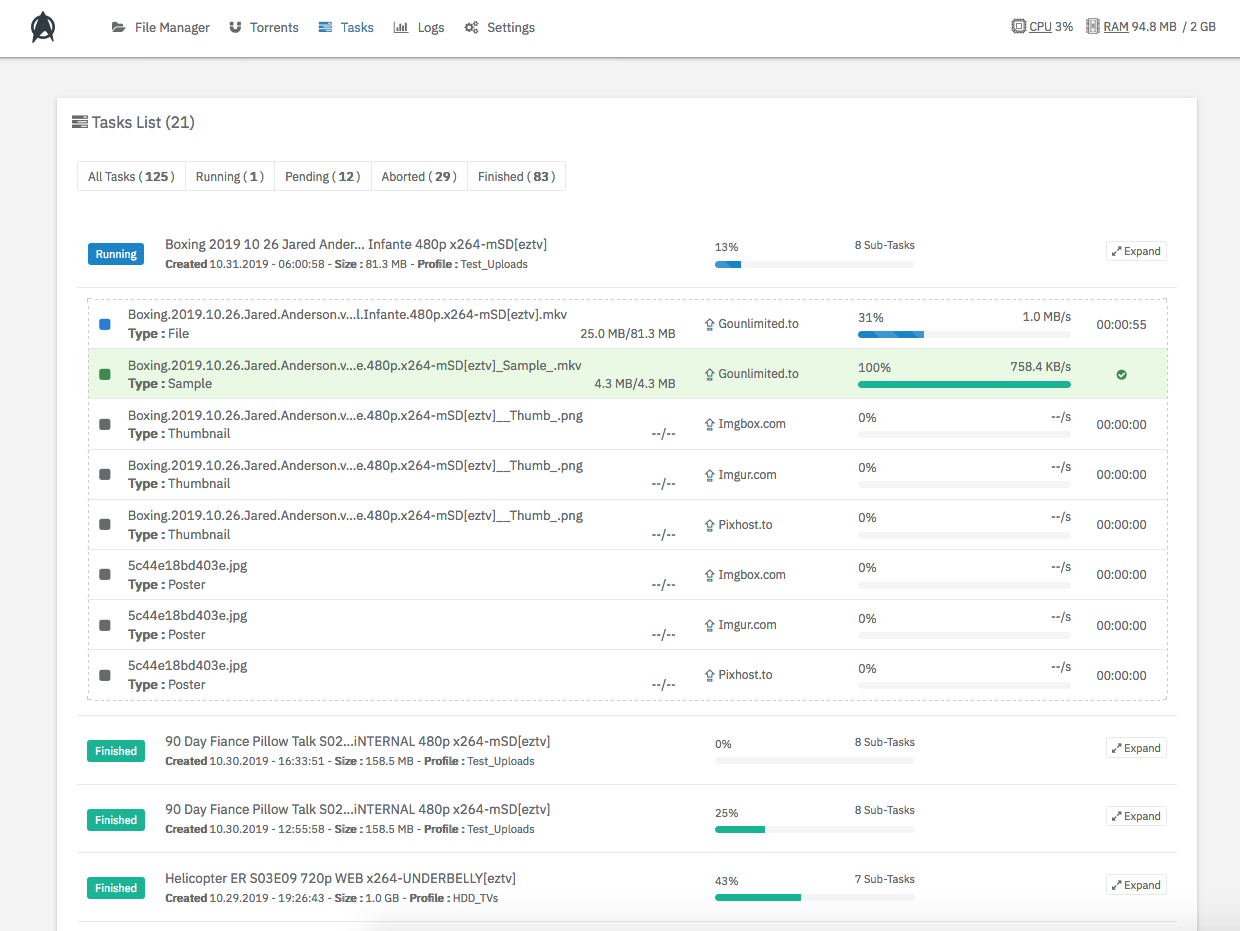 File Manager Torrents Tasks Logs Settings CPU 3% RAM 94.8 MB / 2 GB
Tasks List (21)
All Tasks ( 125 ) Running ( 1 ) Pending ( 12 ) Aborted ( 29 ) Finished ( 83 )
Running
Boxing 2019 10 26 Jared Ander... Infante 480p x264-mSD[eztv]
Created 10.31.2019 - 06:00:58 - Size : 81.3 MB - Profile : Test_Uploads
13% 8 Sub-Tasks
Expand
Boxing.2019.10.26.Jared.Anderson.v...l.Infante.480p.x264-mSD[eztv].mkv
Type : File 25.0 MB/81.3 MB
Gounlimited.to
31% 1.0 MB/s
00:00:55
Boxing.2019.10.26.Jared.Anderson.v...e.480p.x264-mSD[eztv]_Sample_.mkv
Type : Sample 4.3 MB/4.3 MB
Gounlimited.to
100% 758.4 KB/s
Boxing.2019.10.26.Jared.Anderson.v...e.480p.x264-mSD[eztv]__Thumb_.png
Type : Thumbnail --/--
Imgbox.com
0% --/s
00:00:00
Boxing.2019.10.26.Jared.Anderson.v...e.480p.x264-mSD[eztv]__Thumb_.png
Type : Thumbnail --/--
Imgur.com
0% --/s
00:00:00
Boxing.2019.10.26.Jared.Anderson.v...e.480p.x264-mSD[eztv]__Thumb_.png
Type : Thumbnail --/--
Pixhost.to
0% --/s
00:00:00
5c44e18bd403e.jpg
Type : Poster --/--
Imgbox.com
0% --/s
00:00:00
5c44e18bd403e.jpg
Type : Poster --/--
Imgur.com
0% --/s
00:00:00
5c44e18bd403e.jpg
Type : Poster --/--
Pixhost.to
0% --/s
00:00:00
Finished
90 Day Fiance Pillow Talk S02...iNTERNAL 480p x264-mSD[eztv]
Created 10.30.2019 - 16:33:51 - Size : 158.5 MB - Profile : Test_Uploads
0% 8 Sub-Tasks
Expand
Finished
90 Day Fiance Pillow Talk S02...iNTERNAL 480p x264-mSD[eztv]
Created 10.30.2019 - 12:55:58 - Size : 158.5 MB - Profile : Test_Uploads
25% 8 Sub-Tasks
Expand
Finished
Helicopter ER S03E09 720p WEB x264-UNDERBELLY[eztv]
Created 10.29.2019 - 19:26:43 - Size : 1.0 GB - Profile : HDD_TVs
43% 7 Sub-Tasks
Expand